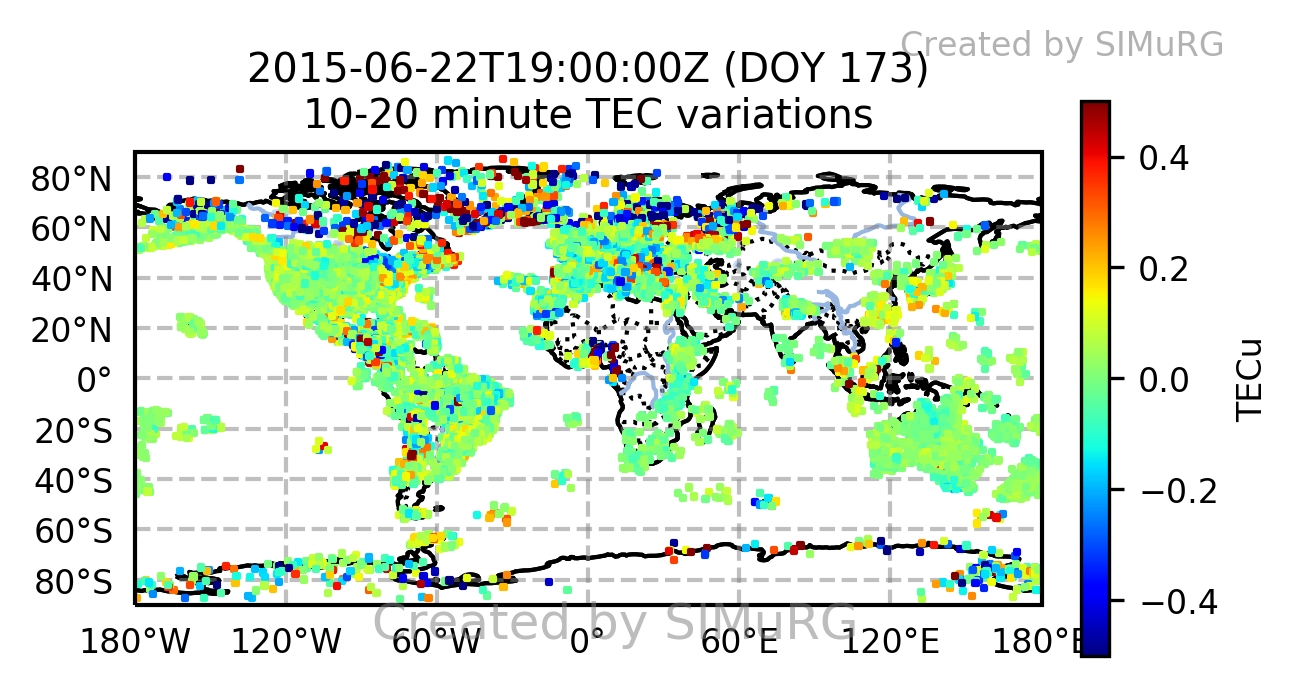 Created by SIMuRG
2015-06-22T19:00:00Z (DOY 173)
10-20 minute TEC variations
80°N
60°N
40°N
20°N
0°
20°S
40°S
60°S
80°S
180°W 120°W 60°W 0° 60°E 120°E 180°E
Created by SIMuRG
0.4
0.2
0.0
−0.2
−0.4
TECu